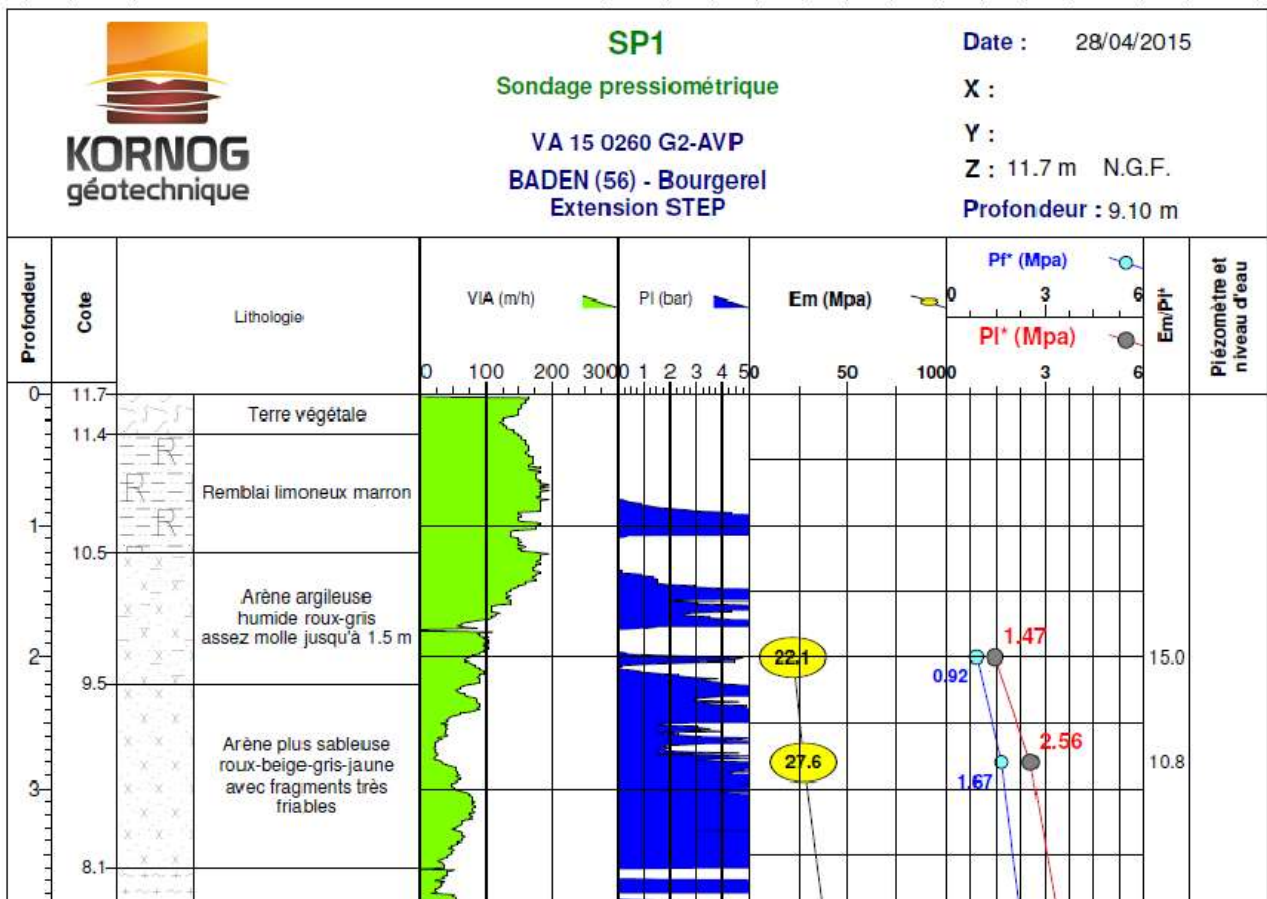 KORNOG
géotechnique
SP1
Sondage pressiométrique
VA 15 0260 G2-AVP
BADEN (56) - Bourgerel
Extension STEP
Date : 28/04/2015
X :
Y :
Z : 11.7 m N.G.F.
Profondeur : 9.10 m
Profondeur
Cote
Lithologie
VIA (m/h)
0 100 200 300
PI (bar)
0 1 2 3 4 5
Em (Mpa)
0 50 100
Pf* (Mpa)
0 3 6
Pl* (Mpa)
0 3 6
Em/Pl*
Piézomètre et
niveau d'eau
0
11.7
Terre végétale
11.4
R
Remblai limoneux marron
R
R
1
10.5
Arène argileuse
humide roux-gris
assez molle jusqu'à 1.5 m
2
22.1
1.47
0.92
15.0
9.5
Arène plus sableuse
roux-beige-gris-jaune
avec fragments très
friables
27.6
2.56
1.67
10.8
3
8.1